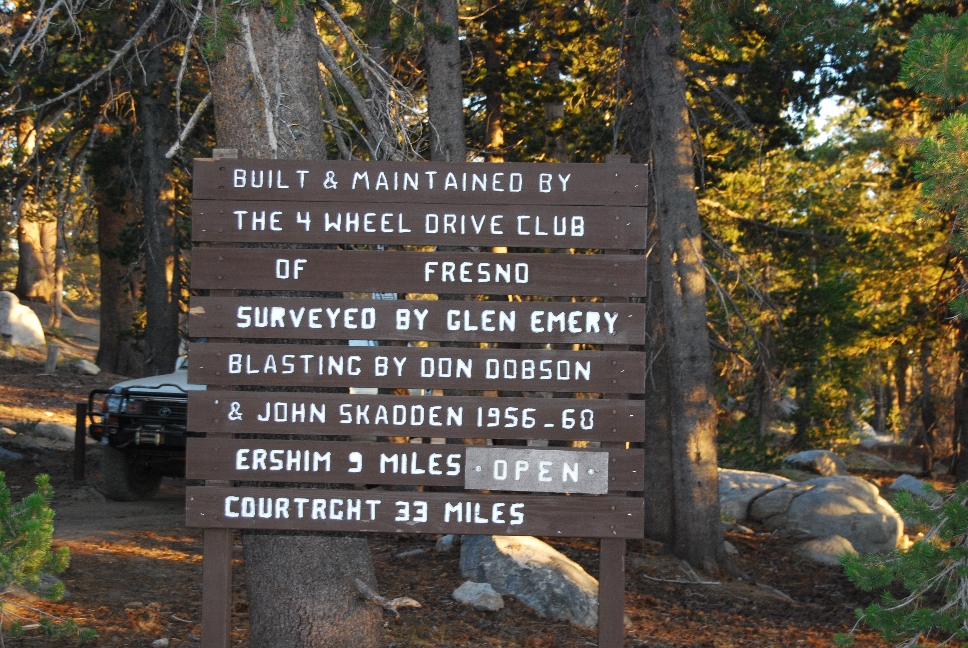 BUILT & MAINTAINED BY
THE 4 WHEEL DRIVE CLUB
OF FRESNO
SURVEYED BY GLEN EMERY
BLASTING BY DON DOBSON
& JOHN SKADDEN 1956-68
ERSHIM 9 MILES OPEN
COURTRGHT 33 MILES